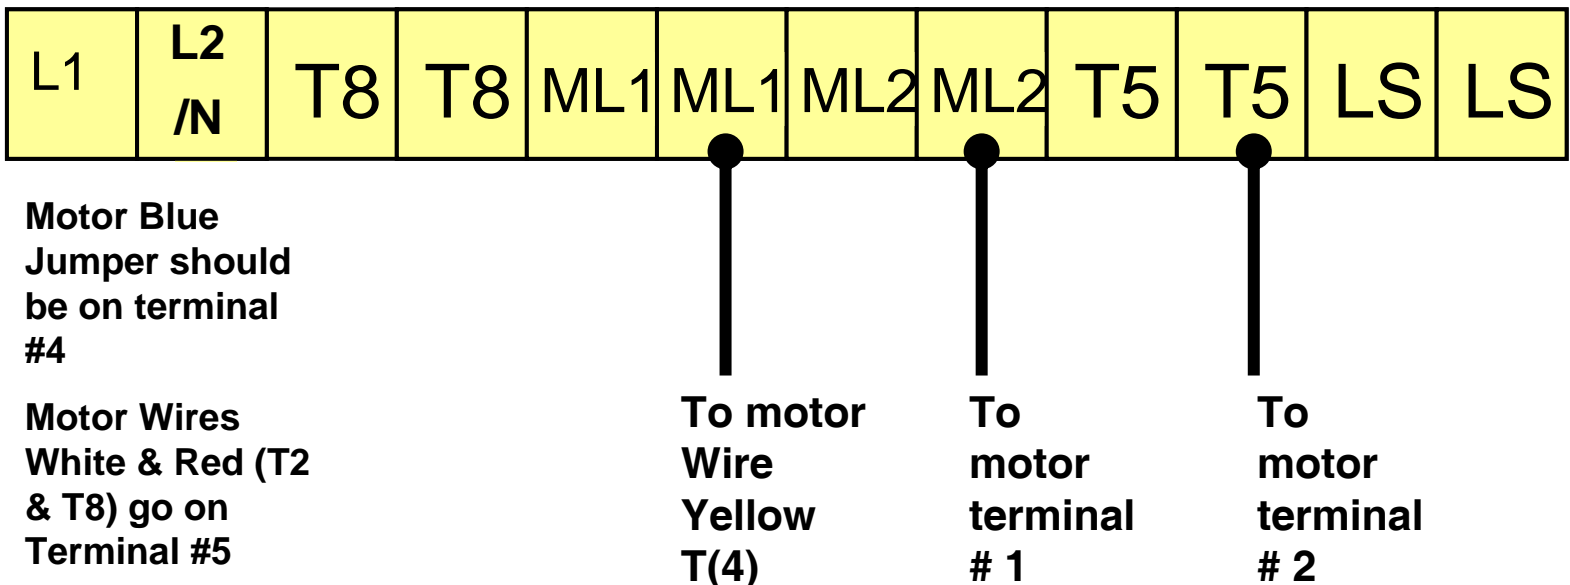 L1 L2 T8 T8 ML1 ML1 ML2 ML2 T5 T5 LS LS
/N
Motor Blue
Jumper should
be on terminal
#4
Motor Wires
White & Red (T2
& T8) go on
Terminal #5
To motor
Wire
Yellow
T(4)
To
motor
terminal
# 1
To
motor
terminal
# 2